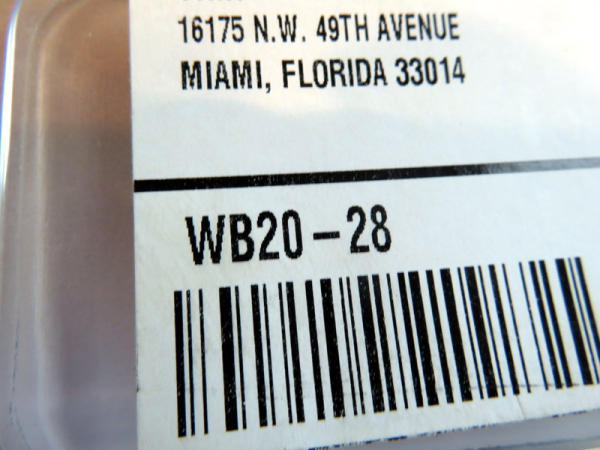 16175 N.W. 49TH AVENUE
MIAMI, FLORIDA 33014
WB20-28